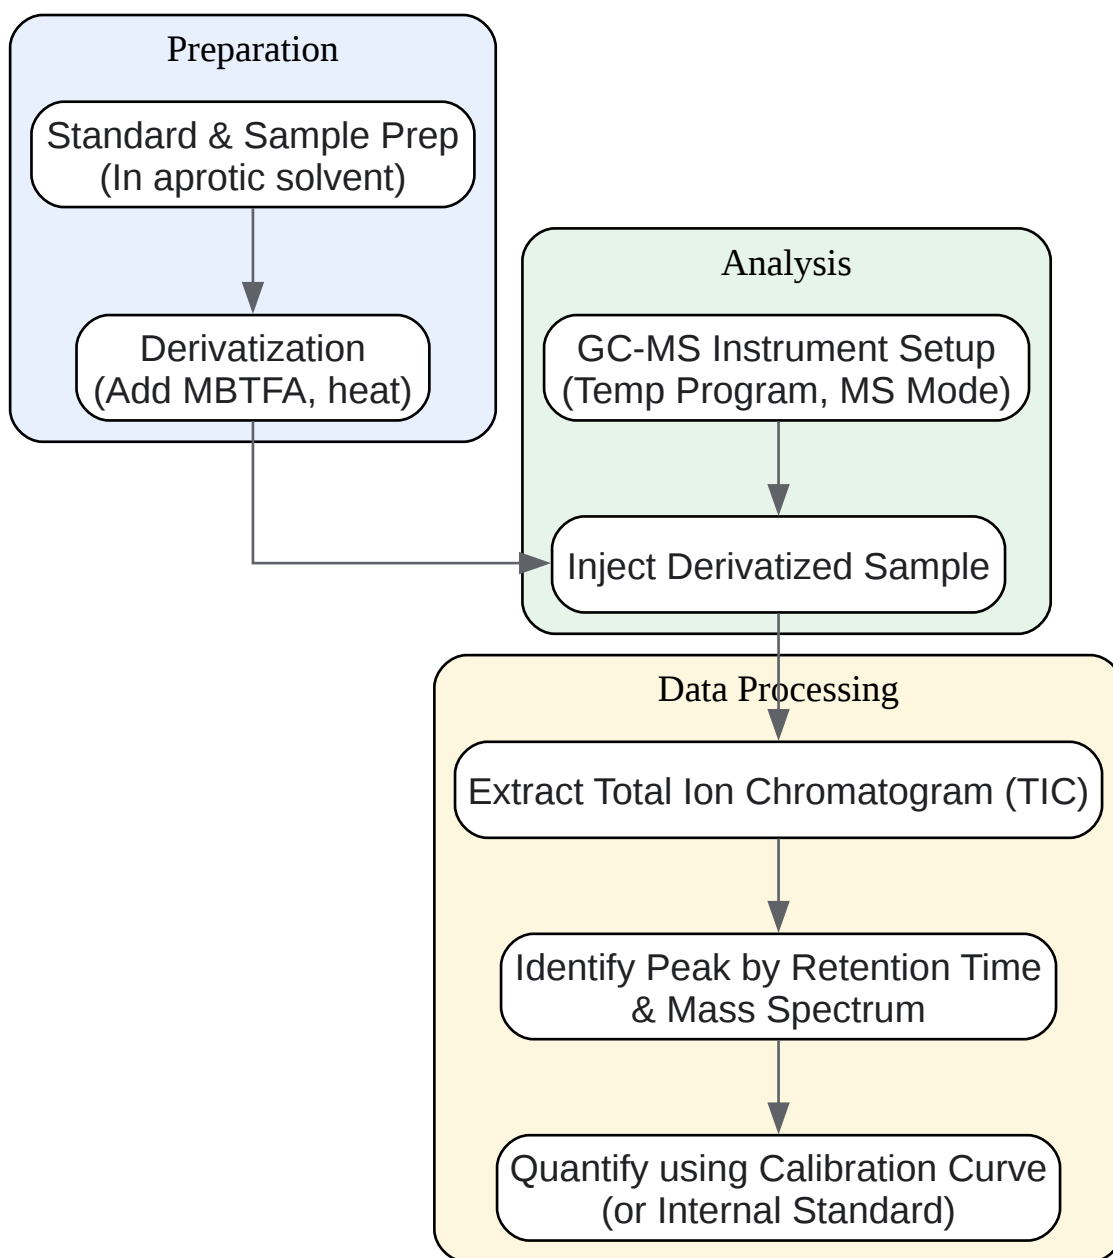 Preparation
Standard & Sample Prep
(In aprotic solvent)
Derivatization
(Add MBTFA, heat)
Analysis
GC-MS Instrument Setup
(Temp Program, MS Mode)
Inject Derivatized Sample
Data Processing
Extract Total Ion Chromatogram (TIC)
Identify Peak by Retention Time
& Mass Spectrum
Quantify using Calibration Curve
(or Internal Standard)